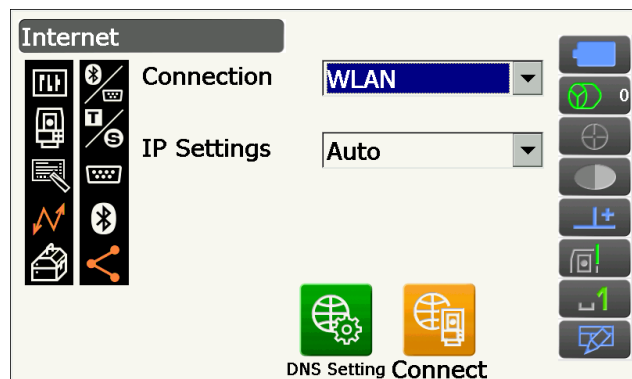 Internet
Connection
WLAN
0
IP Settings
Auto
T
S
1
DNS Setting
Connect